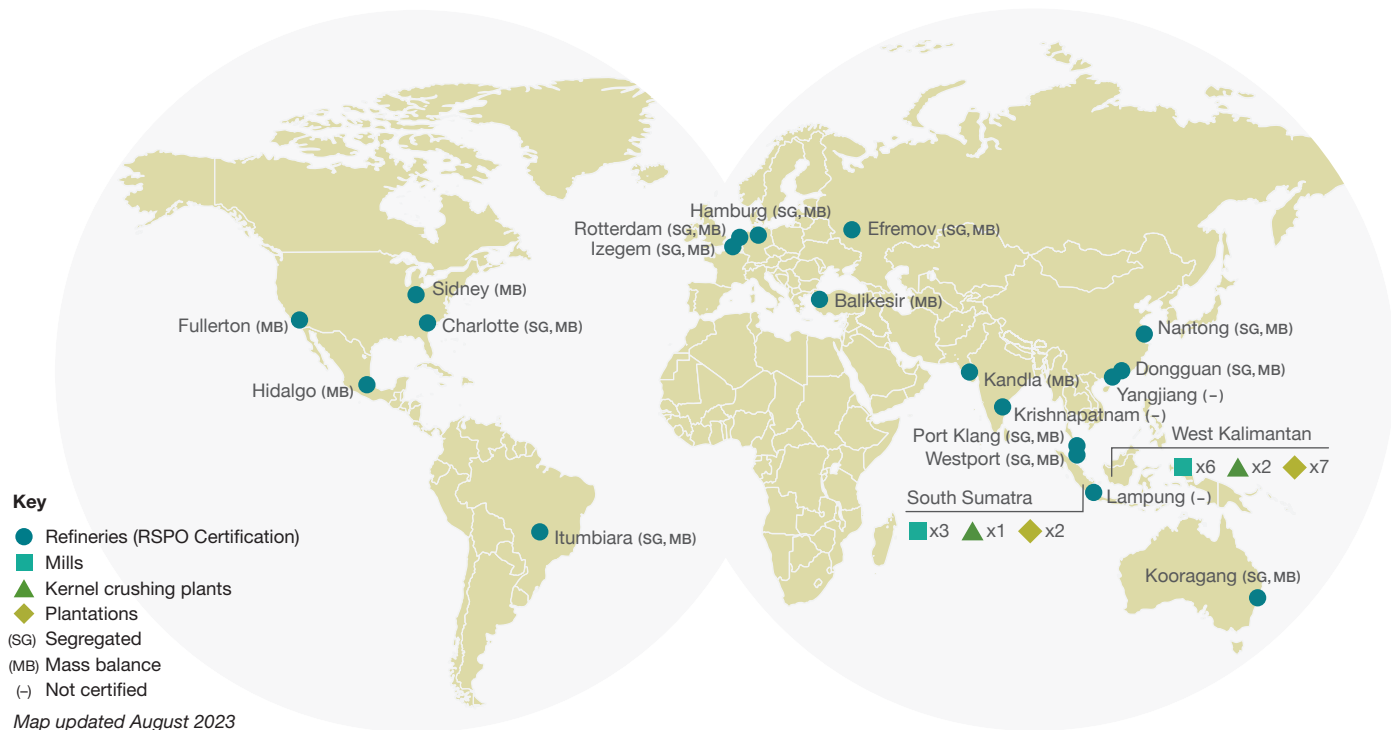 Hamburg (SG, MB)
Rotterdam (SG, MB)
Izegem (SG, MB)
Efremov (SG, MB)
Sidney (MB)
Balikesir (MB)
Fullerton (MB)
Charlotte (SG, MB)
Nantong (SG, MB)
Hidalgo (MB)
Kandla (MB)
Dongguan (SG, MB)
Yangjiang (–)
Krishnapatnam (–)
Port Klang (SG, MB)
Westport (SG, MB)
West Kalimantan
x6 x2 x7
South Sumatra
x3 x1 x2
Lampung (–)
Itumbiara (SG, MB)
Kooragang (SG, MB)
Key
Refineries (RSPO Certification)
Mills
Kernel crushing plants
Plantations
(SG) Segregated
(MB) Mass balance
(–) Not certified
Map updated August 2023